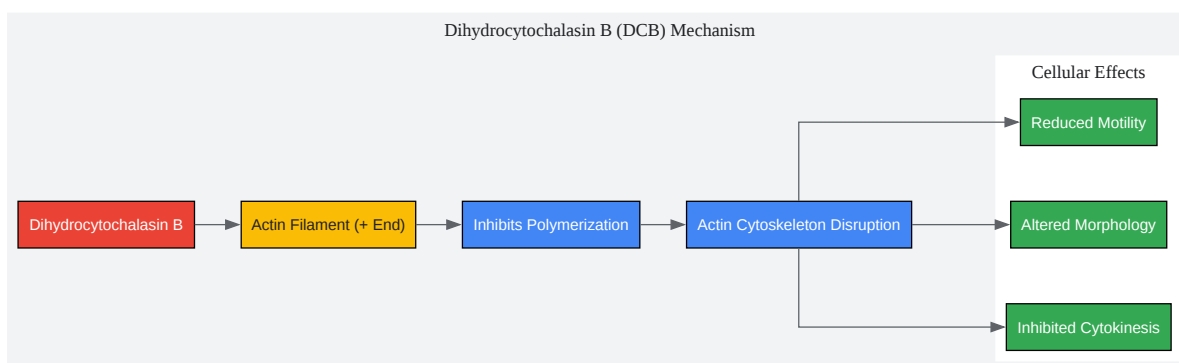 Dihydrocytochalasin B (DCB) Mechanism
Cellular Effects
Reduced Motility
Dihydrocytochalasin B
Actin Filament (+ End)
Inhibits Polymerization
Actin Cytoskeleton Disruption
Altered Morphology
Inhibited Cytokinesis